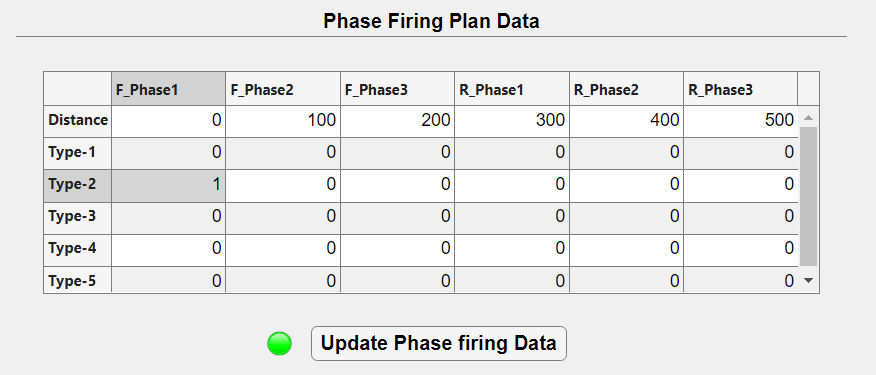 Phase Firing Plan Data
F_Phase1 F_Phase2 F_Phase3 R_Phase1 R_Phase2 R_Phase3
Distance 0 100 200 300 400 500
Type-1 0 0 0 0 0 0
Type-2 1 0 0 0 0 0
Type-3 0 0 0 0 0 0
Type-4 0 0 0 0 0 0
Type-5 0 0 0 0 0 0
Update Phase firing Data